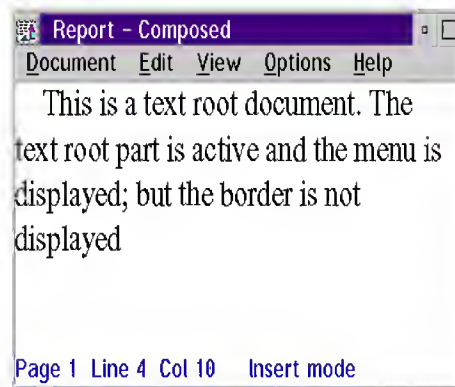 Report - Composed
Document Edit View Options Help
This is a text root document. The
text root part is active and the menu is
displayed; but the border is not
displayed
Page 1 Line 4 Col 10 Insert mode